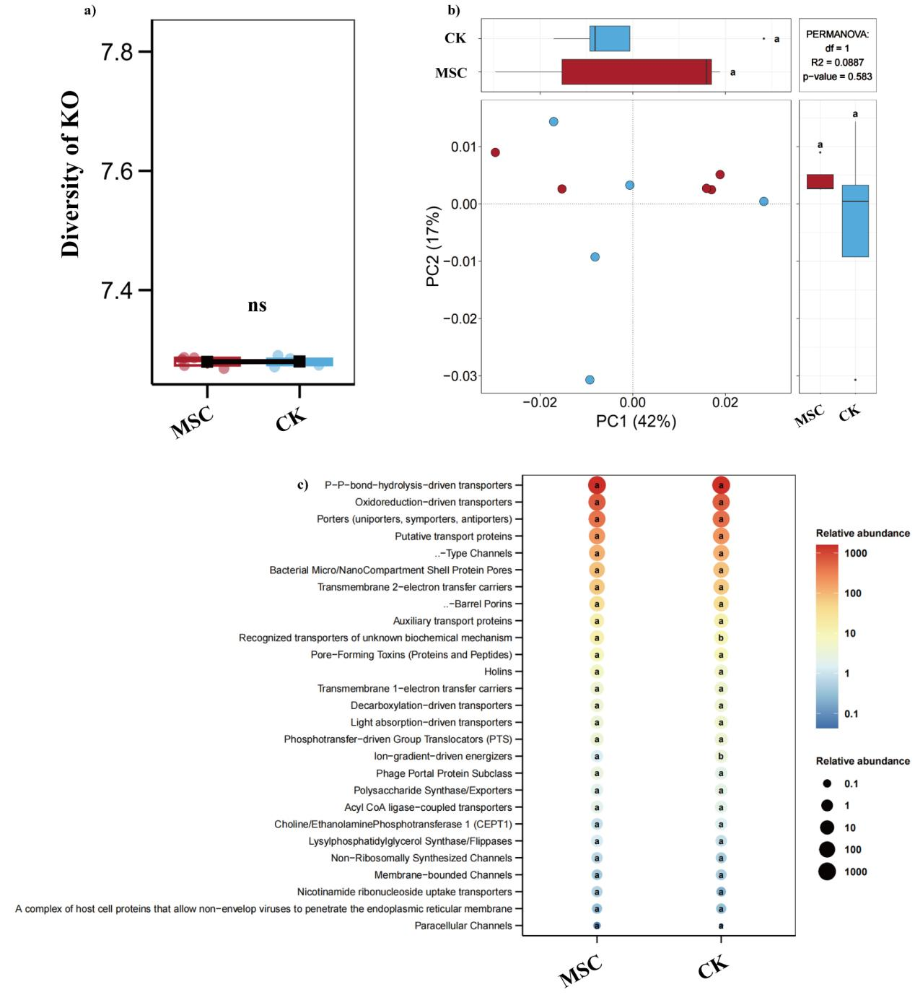 a)
7.8
7.6
7.4
Diversity of KO
ns
MSC
CK
b)
CK
MSC
a
a
PERMANOVA:
df = 1
R2 = 0.0887
p−value = 0.583
0.01
0.00
−0.01
−0.02
−0.03
PC2 (17%)
−0.02
0.00
0.02
PC1 (42%)
a
a
MSC
CK
c)
P−P−bond−hydrolysis−driven transporters a a
Oxidoreduction−driven transporters a a
Porters (uniporters, symporters, antiporters) a a
Putative transport proteins a a
..−Type Channels a a
Bacterial Micro/NanoCompartment Shell Protein Pores a a
Transmembrane 2−electron transfer carriers a a
..−Barrel Porins a a
Auxiliary transport proteins a a
Recognized transporters of unknown biochemical mechanism a b
Pore−Forming Toxins (Proteins and Peptides) a a
Holins a a
Transmembrane 1−electron transfer carriers a a
Decarboxylation−driven transporters a a
Light absorption−driven transporters a a
Phosphotransfer−driven Group Translocators (PTS) a a
Ion−gradient−driven energizers a b
Phage Portal Protein Subclass a a
Polysaccharide Synthase/Exporters a a
Acyl CoA ligase−coupled transporters a a
Choline/EthanolaminePhosphotransferase 1 (CEPT1) a a
Lysylphosphatidylglycerol Synthase/Flippases a a
Non−Ribosomally Synthesized Channels a a
Membrane−bounded Channels a a
Nicotinamide ribonucleoside uptake transporters a a
A complex of host cell proteins that allow non−envelop viruses to penetrate the endoplasmic reticular membrane a a
Paracellular Channels a a
MSC
CK
Relative abundance
1000
100
10
1
0.1
Relative abundance
0.1
1
10
100
1000